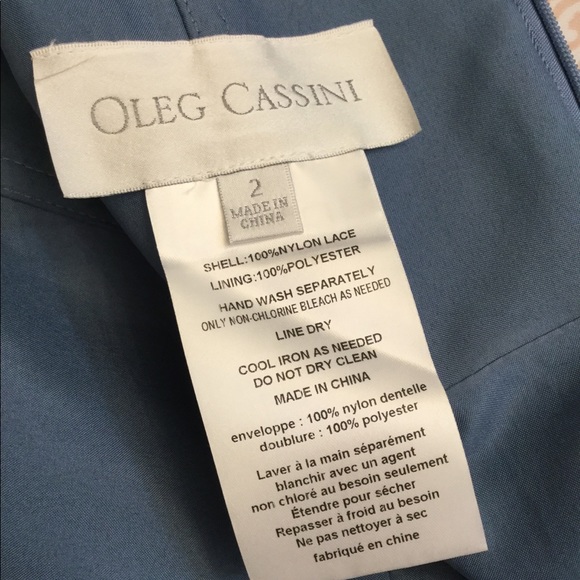 OLEG CASSINI
2
MADE IN
CHINA
SHELL:100%NYLON LACE
LINING:100%POLYESTER
HAND WASH SEPARATELY
ONLY NON-CHLORINE BLEACH AS NEEDED
LINE DRY
COOL IRON AS NEEDED
DO NOT DRY CLEAN
MADE IN CHINA
enveloppe : 100% nylon dentelle
doublure : 100% polyester
Laver à la main séparément
blanchir avec un agent
non chloré au besoin seulement
Étendre pour sécher
Repasser à froid au besoin
Ne pas nettoyer à sec
fabriqué en chine